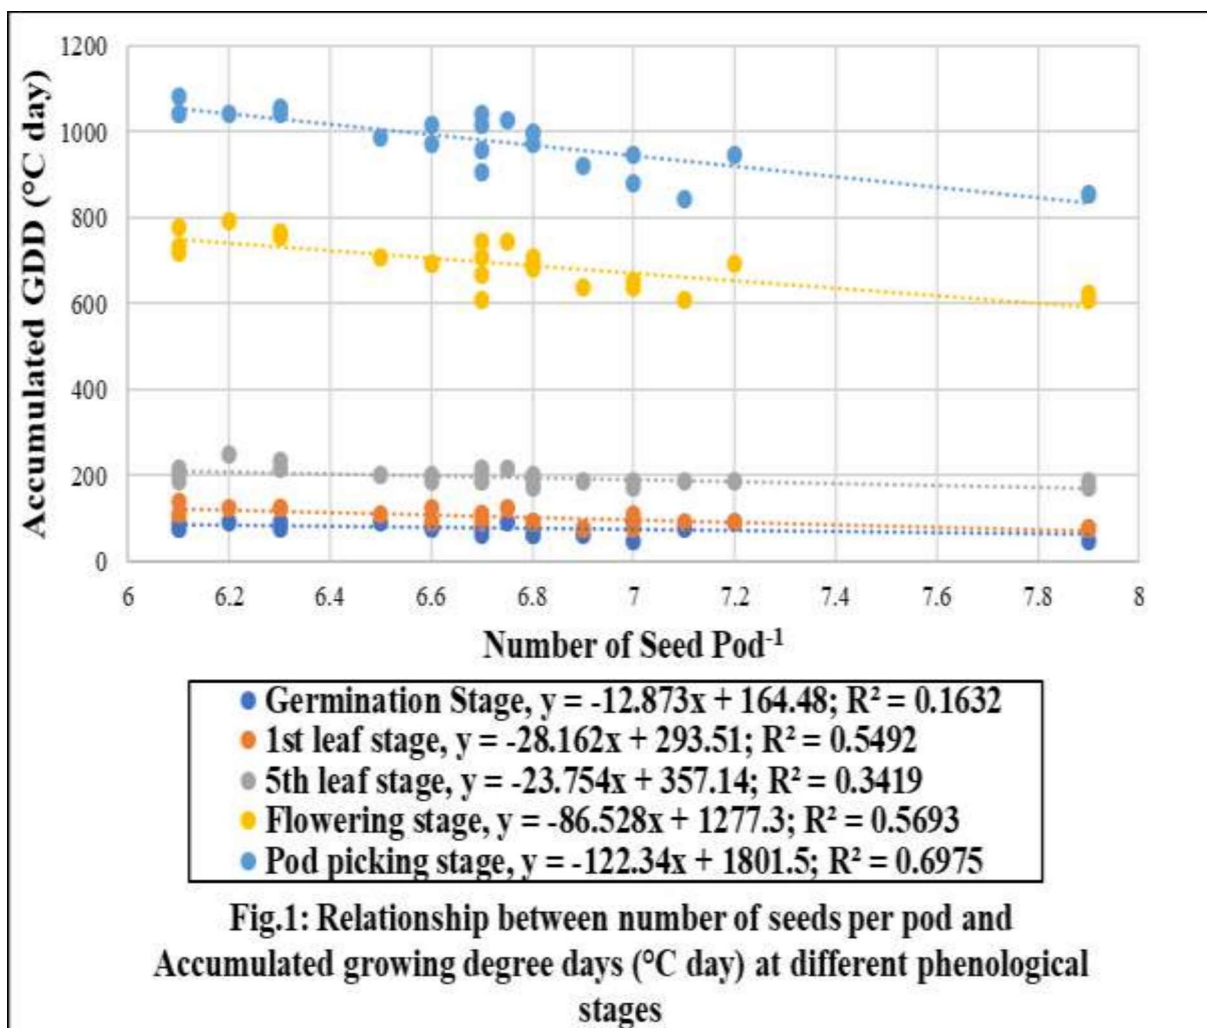 Accumulated GDD (°C day)
1200
1000
800
600
400
200
0
6 6.2 6.4 6.6 6.8 7 7.2 7.4 7.6 7.8 8
Number of Seed Pod⁻¹
Germination Stage, y = -12.873x + 164.48; R² = 0.1632
1st leaf stage, y = -28.162x + 293.51; R² = 0.5492
5th leaf stage, y = -23.754x + 357.14; R² = 0.3419
Flowering stage, y = -86.528x + 1277.3; R² = 0.5693
Pod picking stage, y = -122.34x + 1801.5; R² = 0.6975
Fig.1: Relationship between number of seeds per pod and
Accumulated growing degree days (°C day) at different phenological
stages